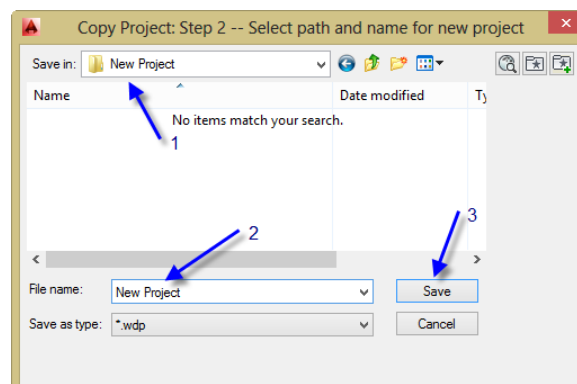 Copy Project: Step 2 -- Select path and name for new project
Save in: New Project
Name Date modified Ty
No items match your search.
1
2
3
File name: New Project Save
Save as type: *.wdp Cancel